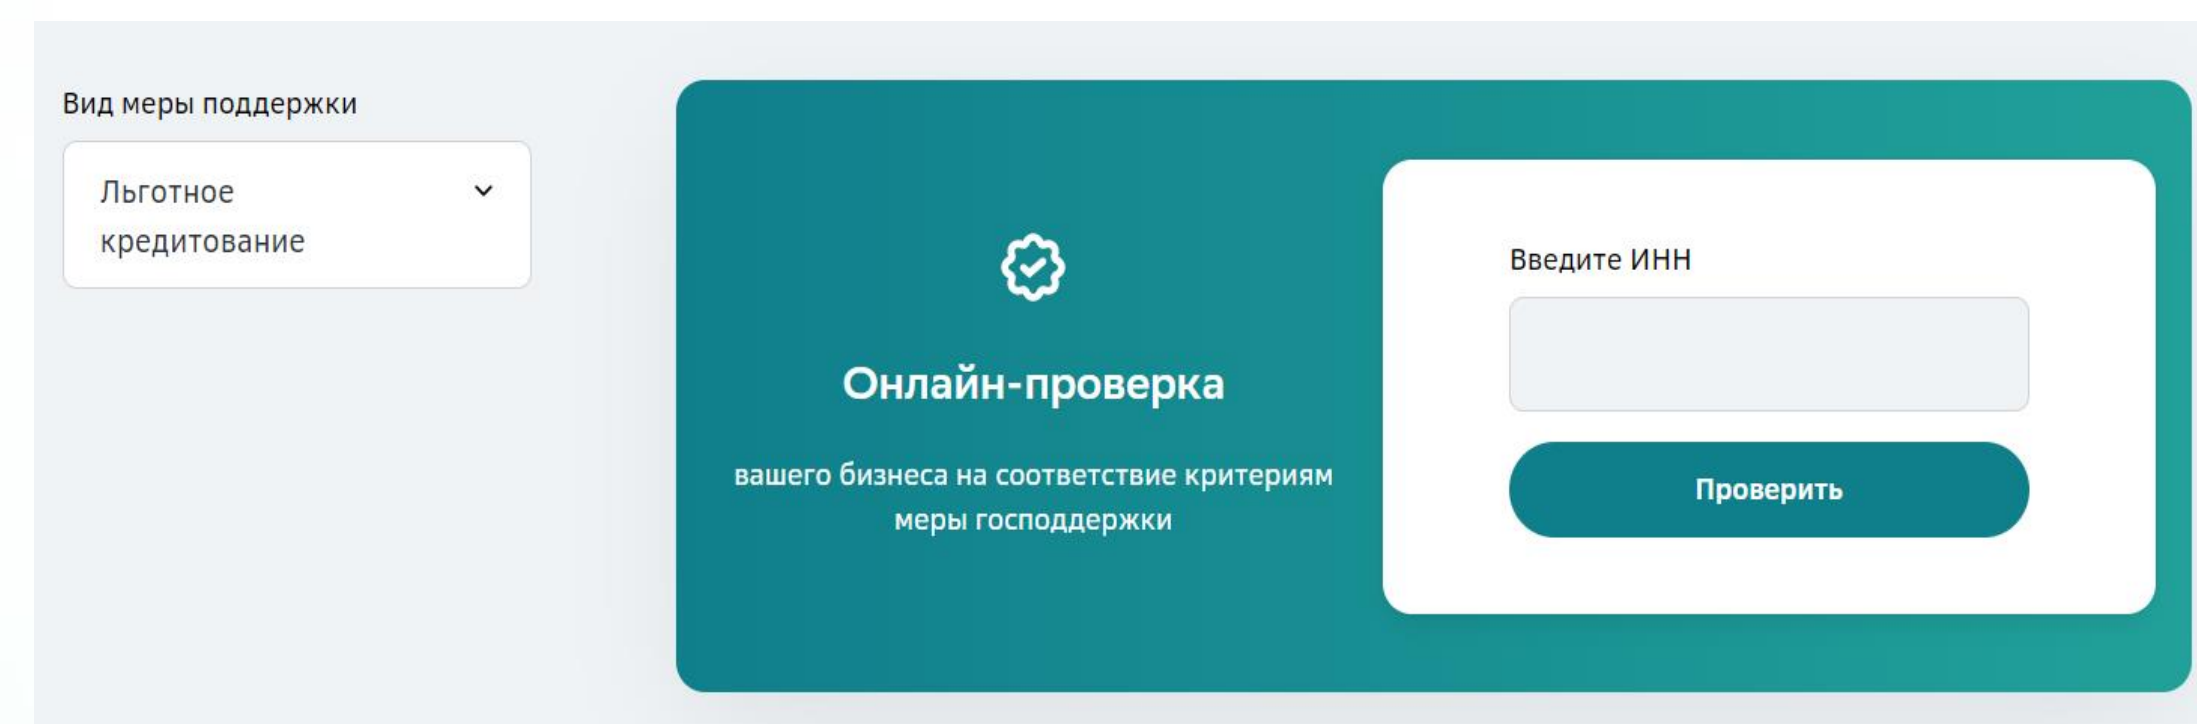 Вид меры поддержки
Льготное
кредитование
Онлайн-проверка
вашего бизнеса на соответствие критериям
меры господдержки
Введите ИНН
Проверить